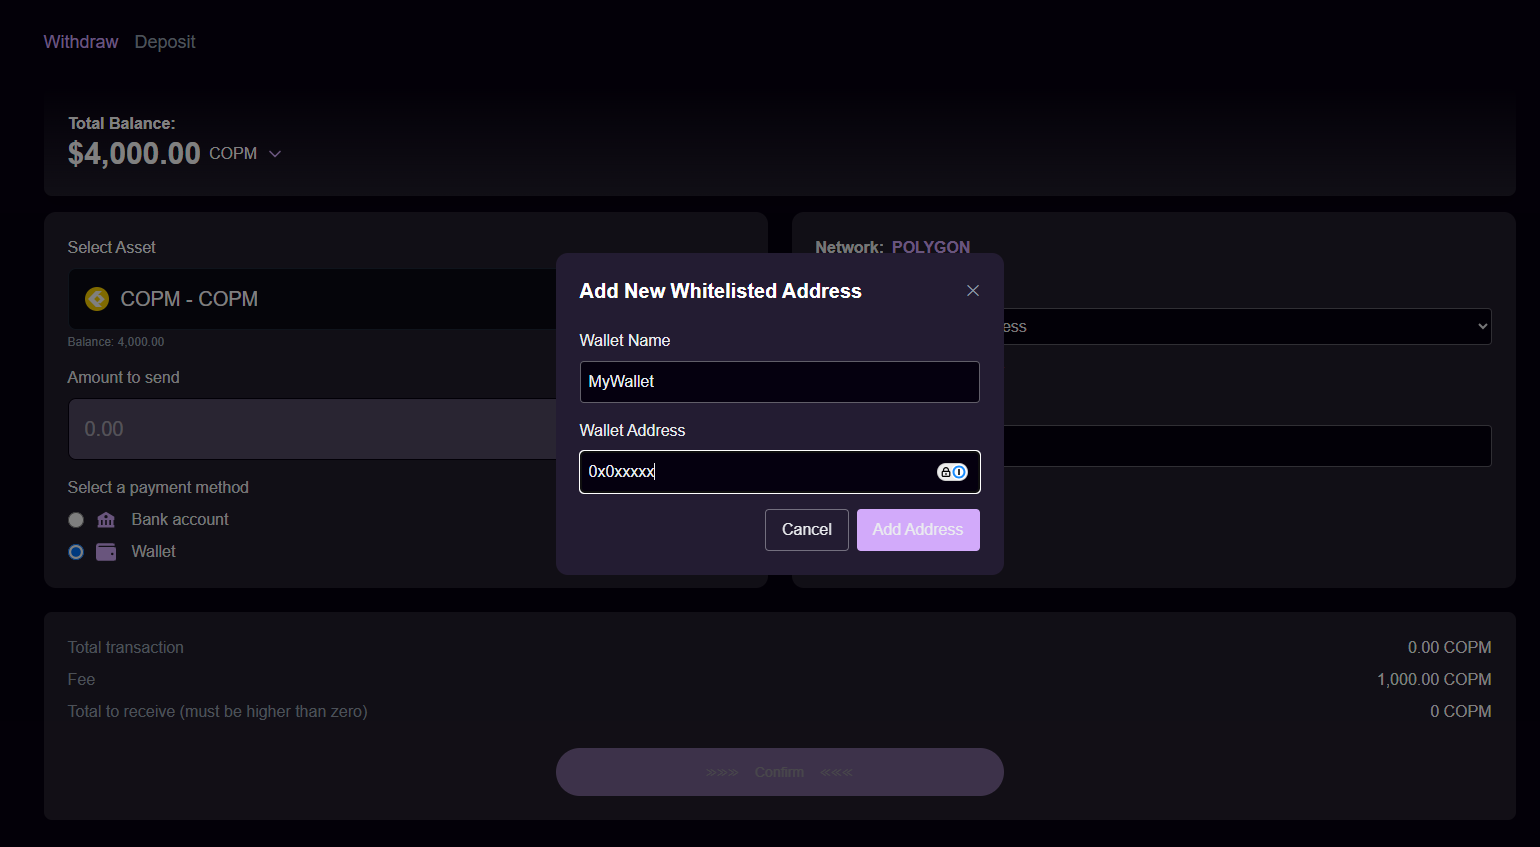 Withdraw Deposit
Total Balance:
$4,000.00 COPM
Select Asset
COPM - COPM
Balance: 4,000.00
Amount to send
0.00
Select a payment method
Bank account
Wallet
Network: POLYGON
ess
Add New Whitelisted Address
Wallet Name
MyWallet
Wallet Address
0x0xxxxx
Cancel Add Address
Total transaction 0.00 COPM
Fee 1,000.00 COPM
Total to receive (must be higher than zero) 0 COPM
»»» Confirm «««